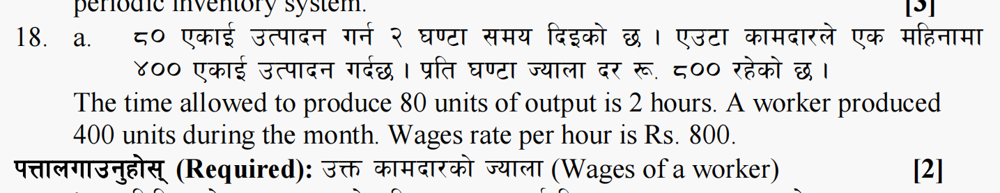 periodic inventory system. [3]
18. a. ८० एकाई उत्पादन गर्न २ घण्टा समय दिइको छ । एउटा कामदारले एक महिनामा
४०० एकाई उत्पादन गर्दछ । प्रति घण्टा ज्याला दर रू. ८०० रहेको छ ।
The time allowed to produce 80 units of output is 2 hours. A worker produced
400 units during the month. Wages rate per hour is Rs. 800.
पत्तालगाउनुहोस् (Required): उक्त कामदारको ज्याला (Wages of a worker) [2]